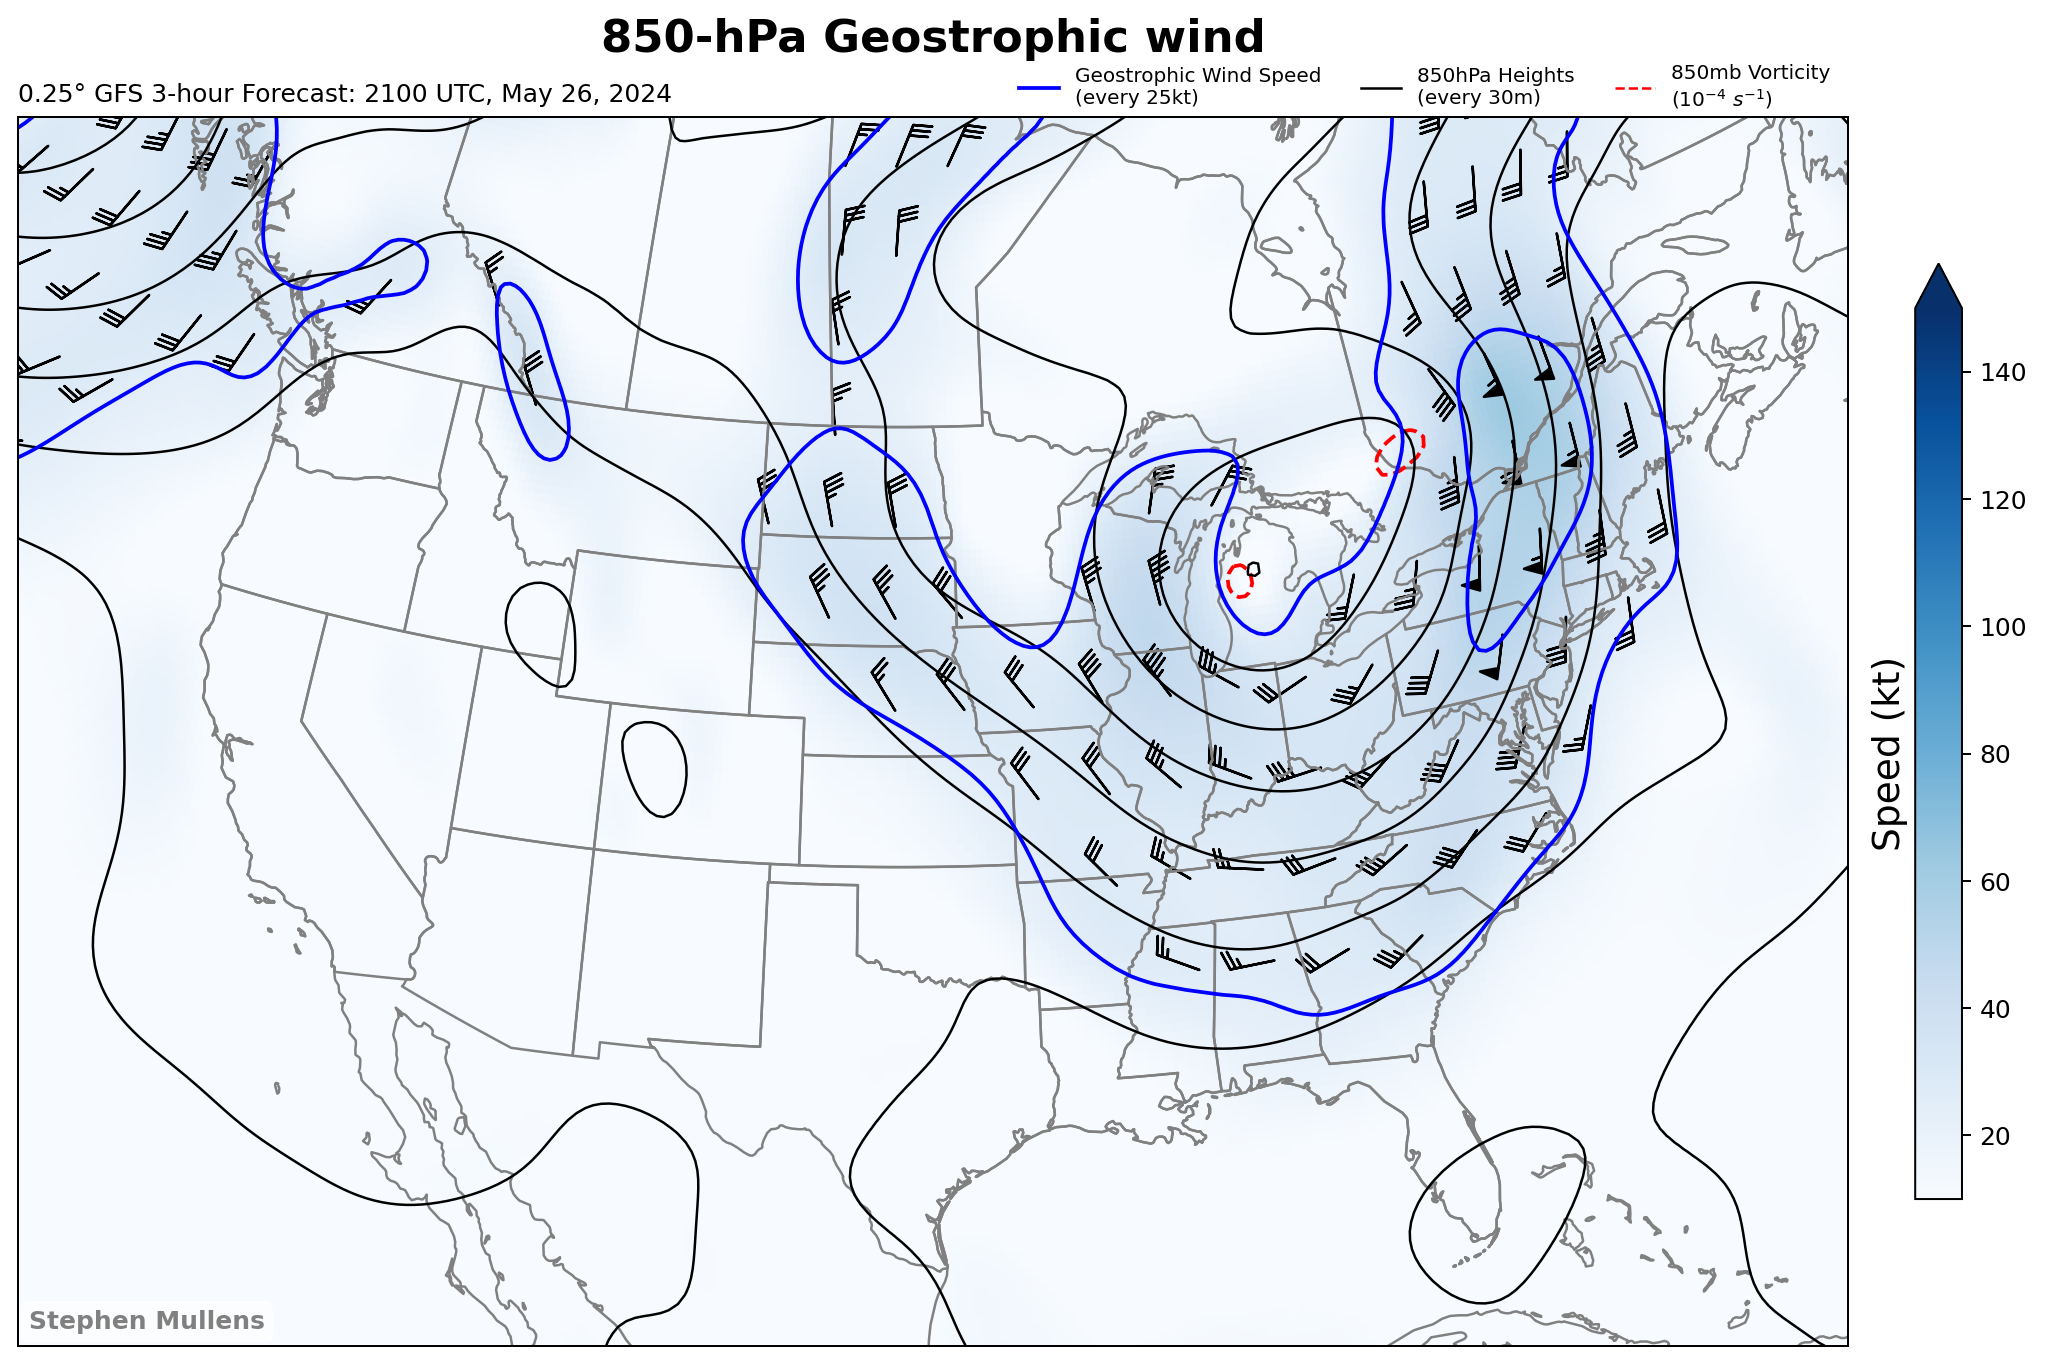 850-hPa Geostrophic wind
0.25° GFS 3-hour Forecast: 2100 UTC, May 26, 2024
Geostrophic Wind Speed
(every 25kt)
850hPa Heights
(every 30m)
850mb Vorticity
(10⁻⁴ s⁻¹)
140
120
100
80
60
40
20
Speed (kt)
Stephen Mullens